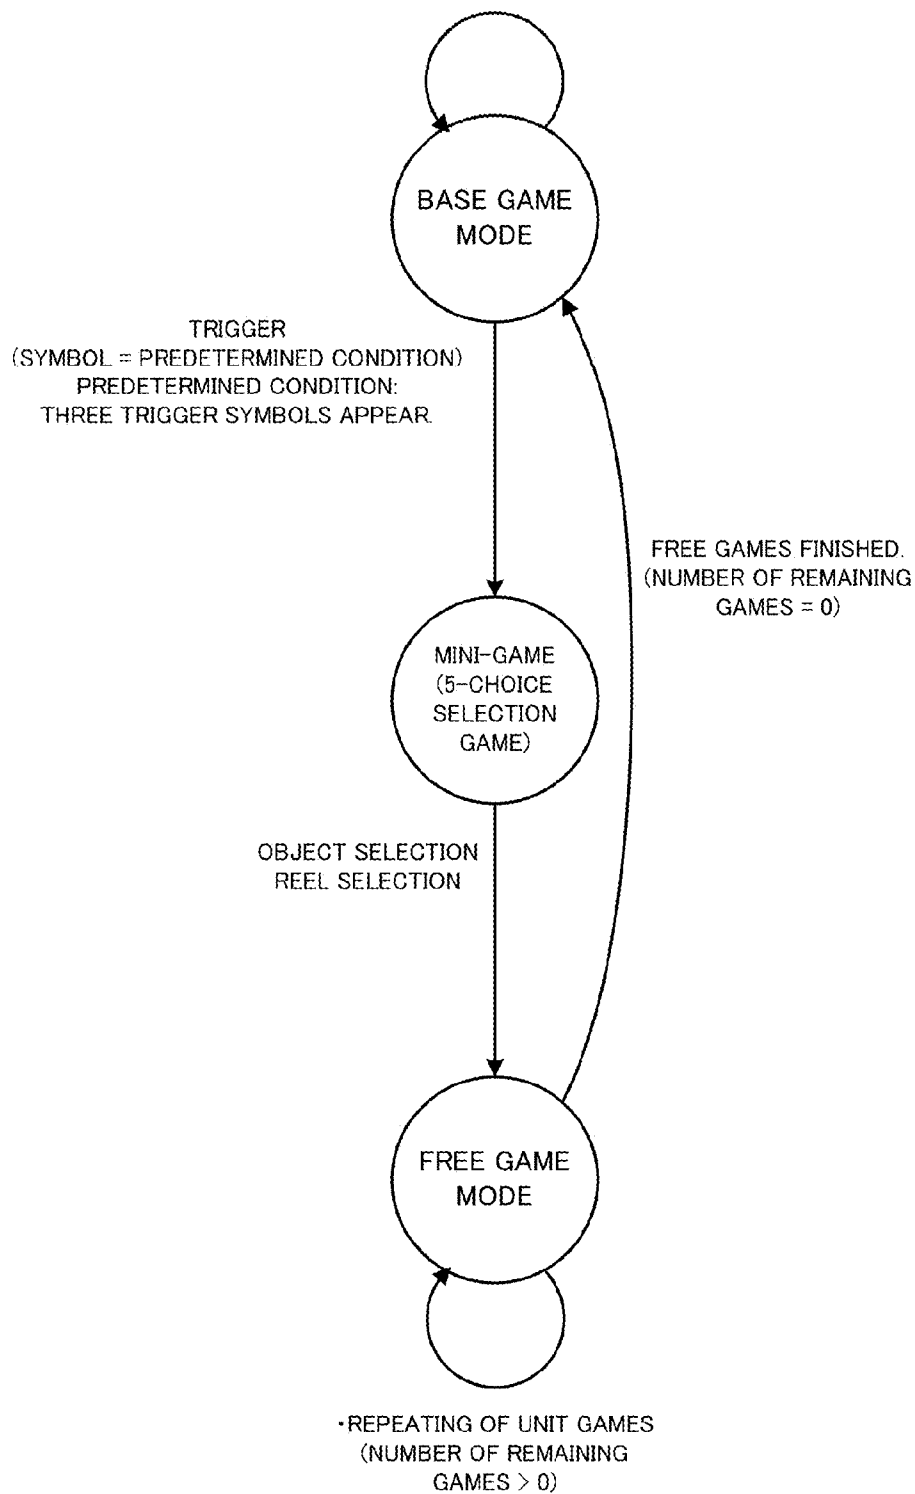 BASE GAME
MODE
TRIGGER
(SYMBOL = PREDETERMINED CONDITION)
PREDETERMINED CONDITION:
THREE TRIGGER SYMBOLS APPEAR.
FREE GAMES FINISHED.
(NUMBER OF REMAINING
GAMES = 0)
MINI-GAME
(5-CHOICE
SELECTION
GAME)
OBJECT SELECTION
REEL SELECTION
FREE GAME
MODE
・REPEATING OF UNIT GAMES
(NUMBER OF REMAINING
GAMES > 0)